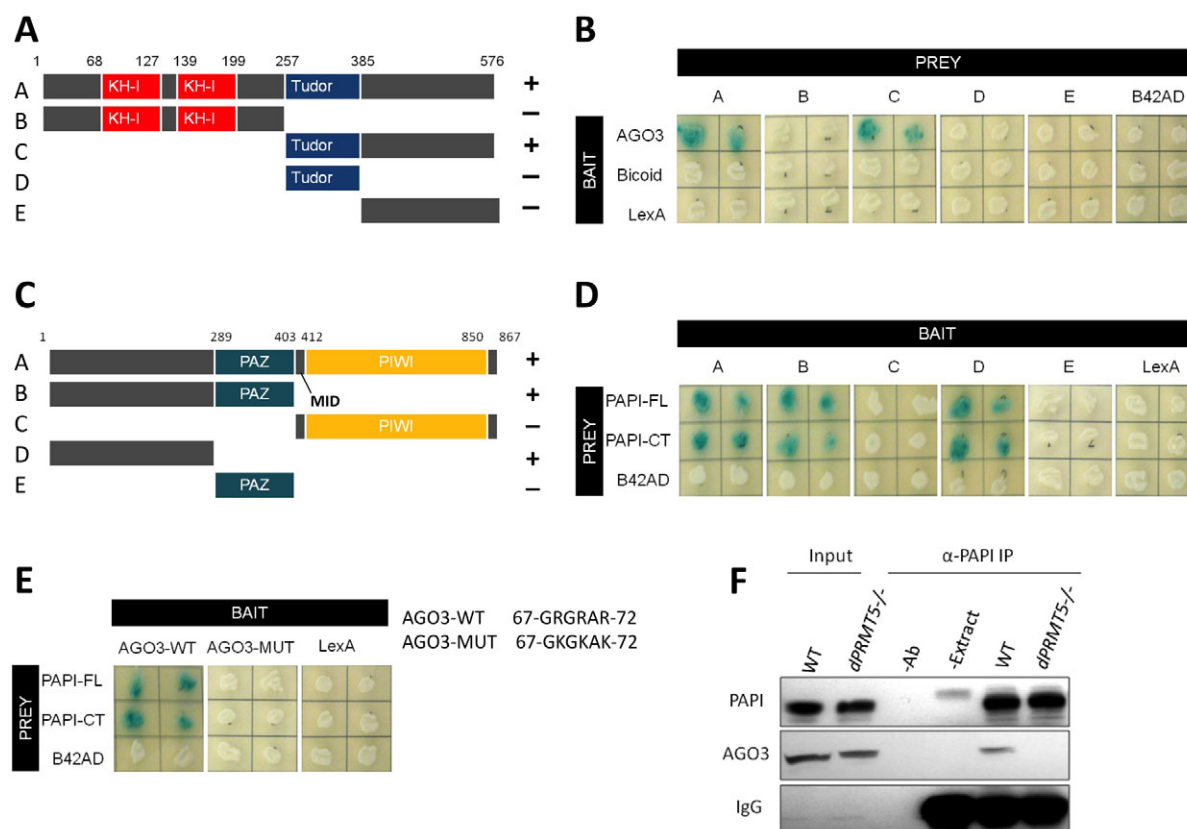 A
1 68 127 139 199 257 385 576
A KH-I KH-I Tudor +
B KH-I KH-I −
C Tudor +
D Tudor −
E −
B
PREY
A B C D E B42AD
BAIT
AGO3
Bicoid
LexA
C
1 289 403 412 850 867
A PAZ PIWI +
MID
B PAZ +
C PIWI −
D +
E PAZ −
D
BAIT
A B C D E LexA
PREY
PAPI-FL
PAPI-CT
B42AD
E
BAIT
AGO3-WT AGO3-MUT LexA
PREY
PAPI-FL
PAPI-CT
B42AD
AGO3-WT 67-GRGRAR-72
AGO3-MUT 67-GKGKAK-72
F
Input α-PAPI IP
WT dPRMT5-/- -Ab -Extract WT dPRMT5-/-
PAPI
AGO3
IgG